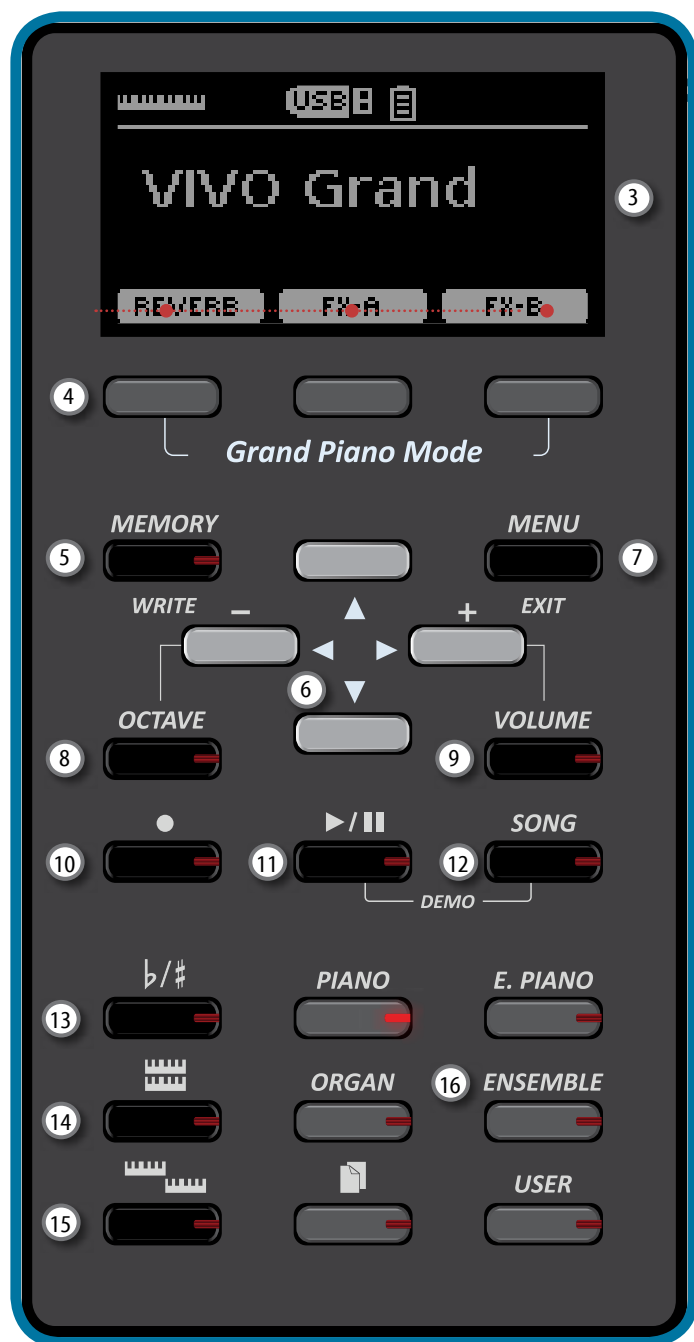 USB
VIVO Grand
3
REVERB FX-A FX-B
4
Grand Piano Mode
MEMORY MENU
5 7
WRITE − + EXIT
6
OCTAVE VOLUME
8 9
▶/II SONG
10 11 12
DEMO
♭/♯ PIANO E. PIANO
13
ORGAN 16 ENSEMBLE
14
USER
15